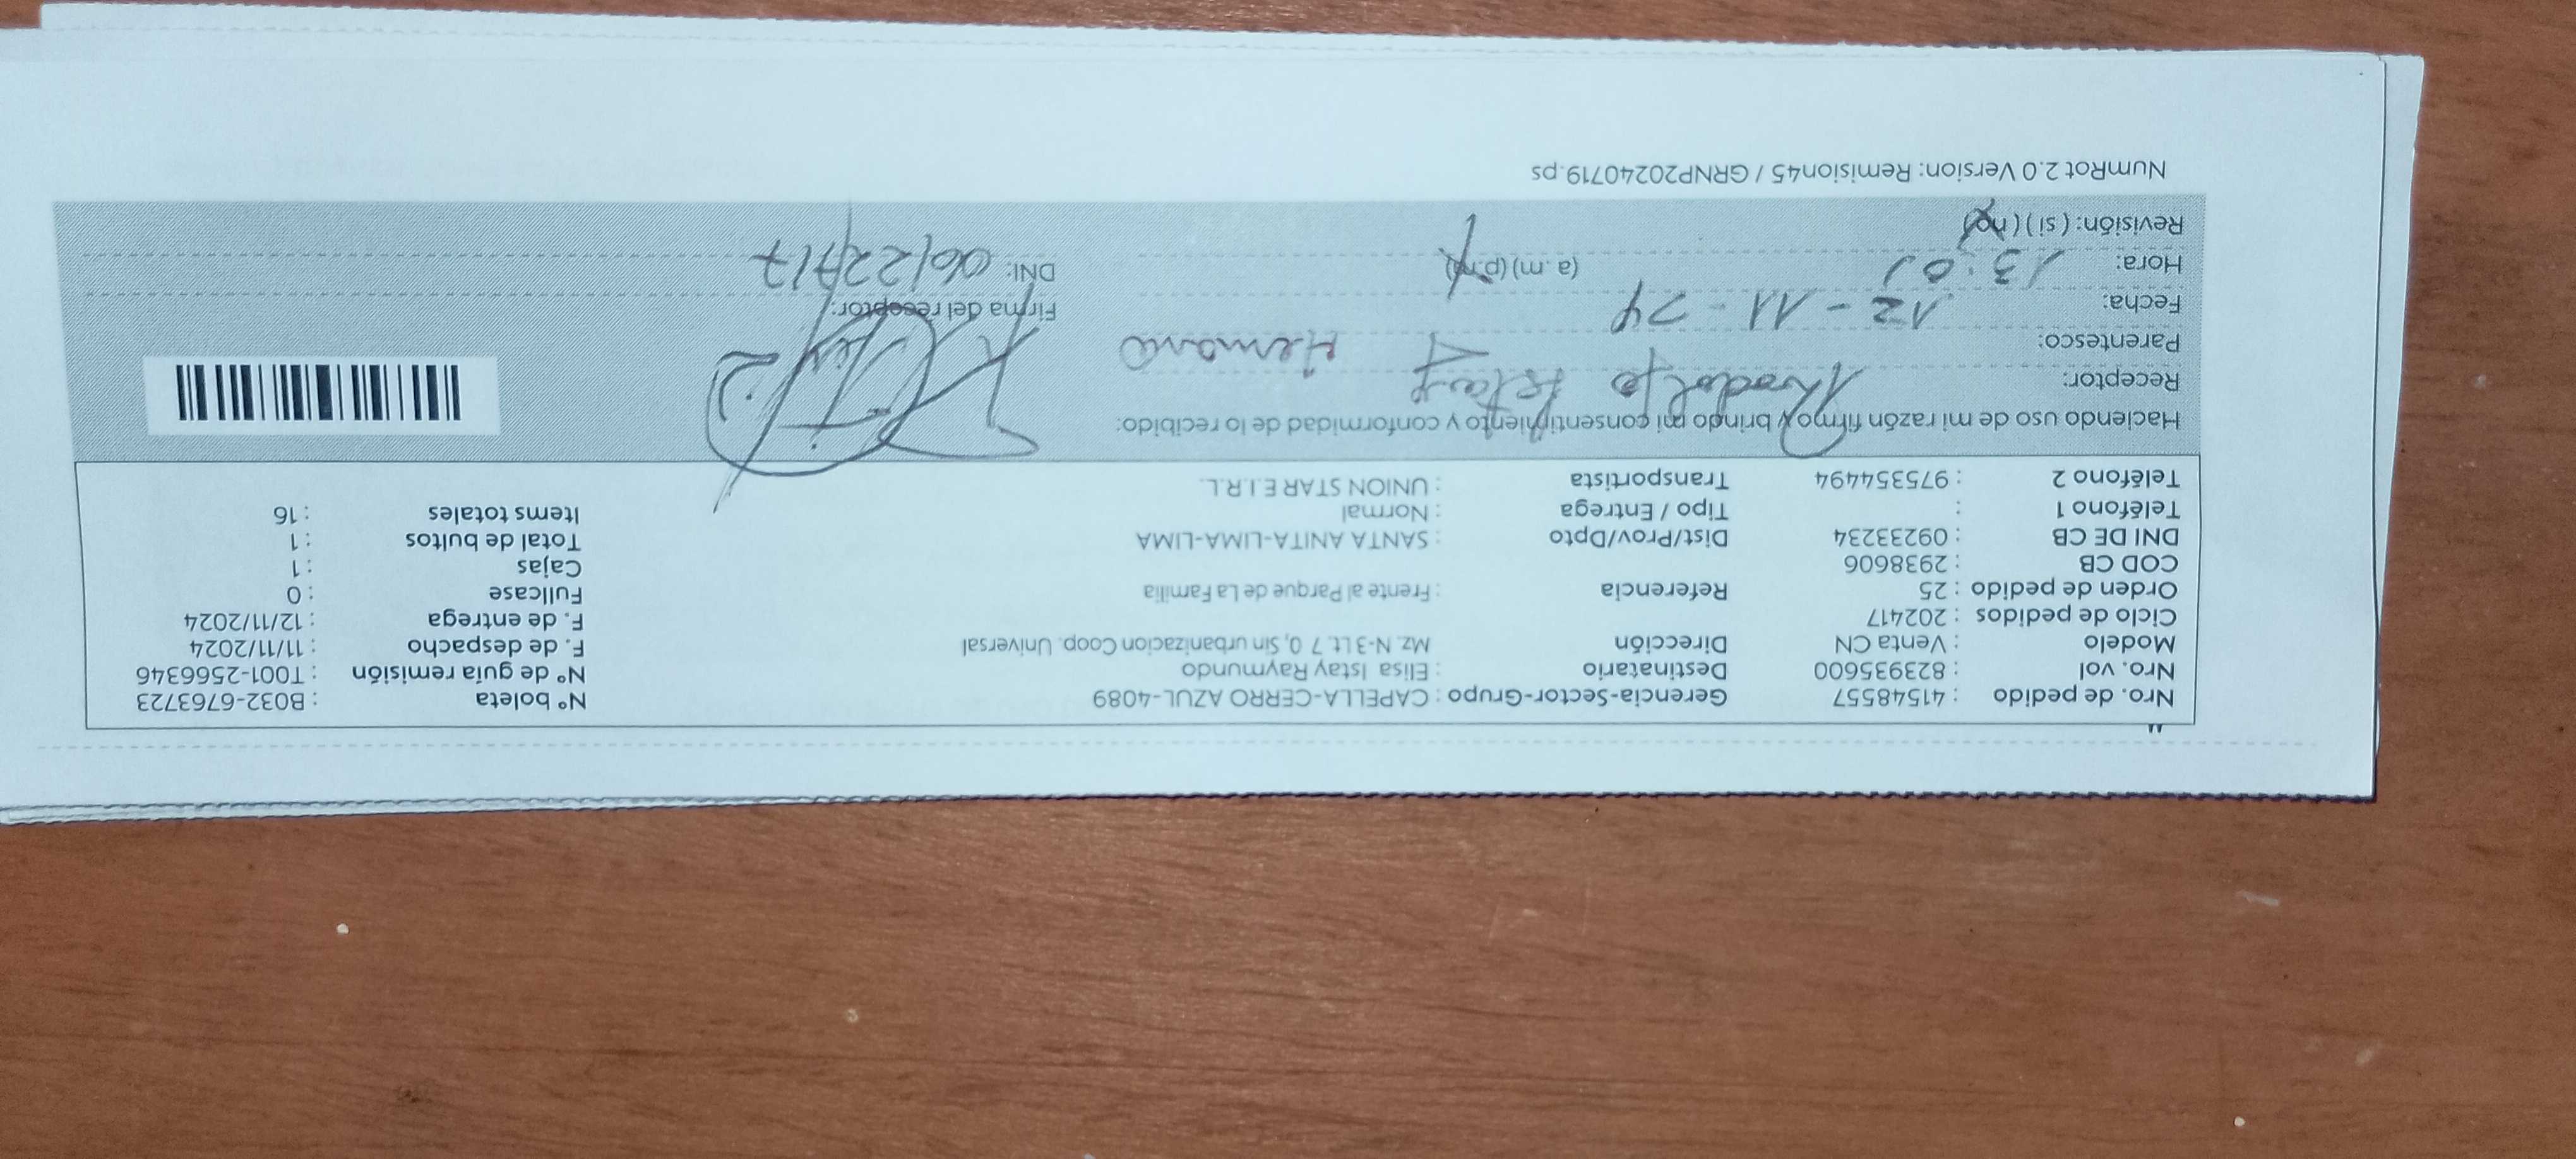 Nro. de pedido : 41548557 Gerencia-Sector-Grupo : CAPELLA-CERRO AZUL-4089 N° boleta : B032-6763723
Nro. vol : 823935600 Destinatario : Elisa Istay Raymundo N° de guía remisión : T001-2566346
Modelo : Venta CN Dirección Mz. N-3 Lt. 7 0, Sin urbanizacion Coop. Universal F. de despacho : 11/11/2024
Ciclo de pedidos : 202417 F. de entrega : 12/11/2024
Orden de pedido : 25 Referencia : Frente al Parque de La Familia Fullcase : 0
COD CB : 2938606 Cajas : 1
DNI DE CB : 09233234 Dist/Prov/Dpto : SANTA ANITA-LIMA-LIMA Total de bultos : 1
Teléfono 1 : Tipo / Entrega : Normal Items totales : 16
Teléfono 2 : 975354494 Transportista : UNION STAR E.I.R.L.
Haciendo uso de mi razón firmo y brindo mi consentimiento y conformidad de lo recibido:
Receptor: Rodolfo Istay
Parentesco: Hermano
Fecha: 12-11-24 Firma del receptor:
Hora: 13:01 (a.m) (p.m) DNI:
Revisión: (si) (no)
NumRot 2.0 Version: Remision45 / GRNP20240719.ps